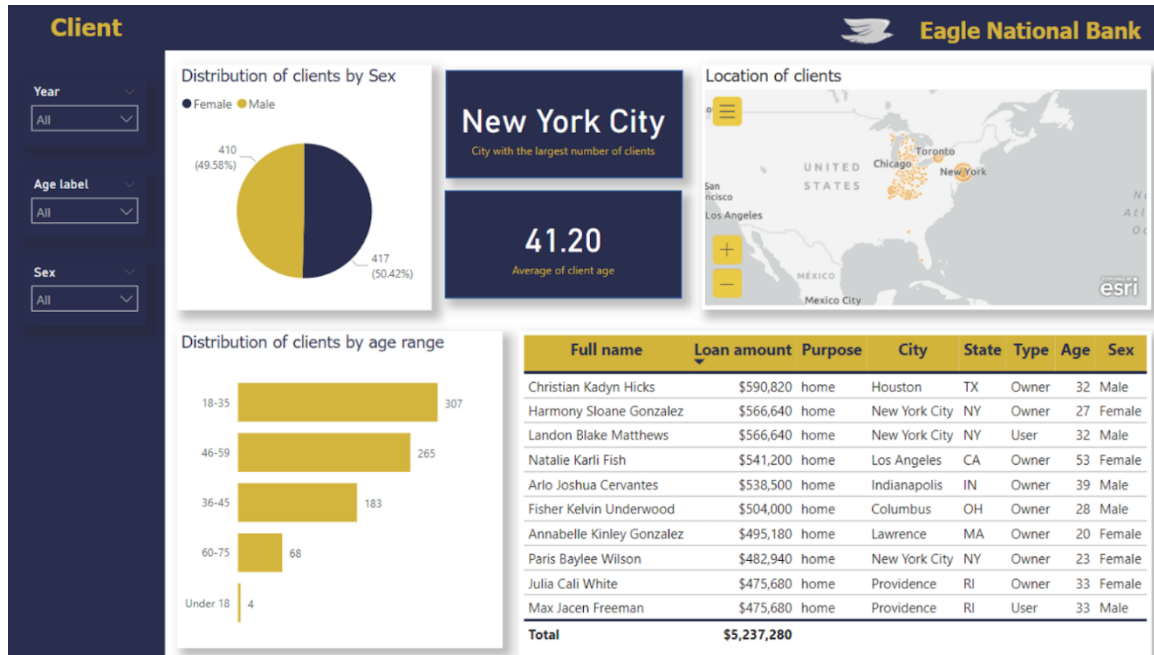 Client
Eagle National Bank
Year
All
Age label
All
Sex
All
Distribution of clients by Sex
Female Male
410
(49.58%)
417
(50.42%)
New York City
City with the largest number of clients
41.20
Average of client age
Location of clients
UNITED
STATES
Chicago
Toronto
New York
San
ncisco
Los Angeles
MÉXICO
Mexico City
esri
Distribution of clients by age range
18-35 307
46-59 265
36-45 183
60-75 68
Under 18 4
Full name Loan amount Purpose City State Type Age Sex
Christian Kadyn Hicks $590,820 home Houston TX Owner 32 Male
Harmony Sloane Gonzalez $566,640 home New York City NY Owner 27 Female
Landon Blake Matthews $566,640 home New York City NY User 32 Male
Natalie Karli Fish $541,200 home Los Angeles CA Owner 53 Female
Arlo Joshua Cervantes $538,500 home Indianapolis IN Owner 39 Male
Fisher Kelvin Underwood $504,000 home Columbus OH Owner 28 Male
Annabelle Kinley Gonzalez $495,180 home Lawrence MA Owner 20 Female
Paris Baylee Wilson $482,940 home New York City NY Owner 23 Female
Julia Cali White $475,680 home Providence RI Owner 33 Female
Max Jacen Freeman $475,680 home Providence RI User 33 Male
Total $5,237,280